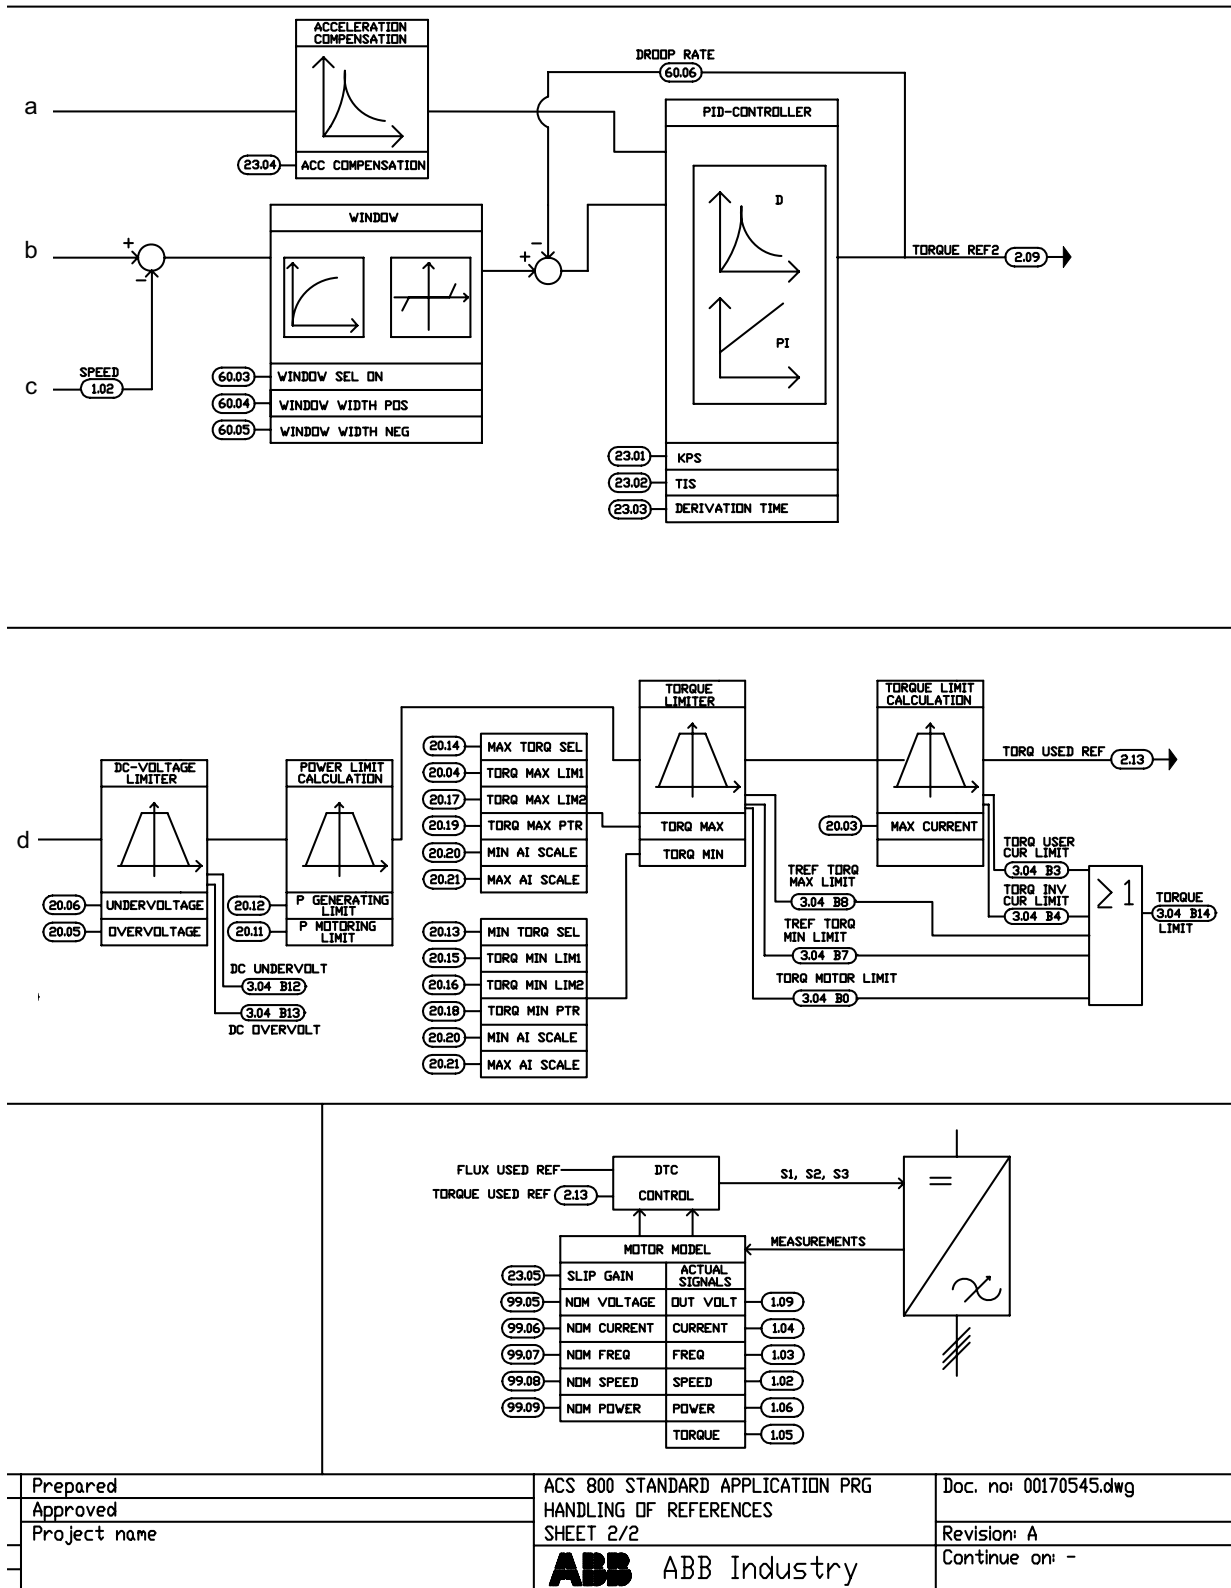 ACCELERATION
COMPENSATION
DROOP RATE
60.06
a
PID-CONTROLLER
23.04 ACC COMPENSATION
D
WINDOW
b + - + - TORQUE REF2 2.09
PI
SPEED
c 1.02
60.03 WINDOW SEL ON
60.04 WINDOW WIDTH POS
60.05 WINDOW WIDTH NEG
23.01 KPS
23.02 TIS
23.03 DERIVATION TIME
TORQUE
LIMITER
TORQUE LIMIT
CALCULATION
20.14 MAX TORQ SEL
20.04 TORQ MAX LIM1
20.17 TORQ MAX LIM2
20.19 TORQ MAX PTR
20.20 MIN AI SCALE
20.21 MAX AI SCALE
TORQ USED REF 2.13
DC-VOLTAGE
LIMITER
POWER LIMIT
CALCULATION
d
TORQ MAX
TORQ MIN
20.03 MAX CURRENT
TORQ USER
CUR LIMIT
3.04 B3
TORQ INV
CUR LIMIT
3.04 B4
≥1
TORQUE
3.04 B14
LIMIT
TREF TORQ
MAX LIMIT
3.04 B8
20.06 UNDERVOLTAGE
20.05 OVERVOLTAGE
20.12 P GENERATING
LIMIT
20.11 P MOTORING
LIMIT
20.13 MIN TORQ SEL
20.15 TORQ MIN LIM1
20.16 TORQ MIN LIM2
20.18 TORQ MIN PTR
20.20 MIN AI SCALE
20.21 MAX AI SCALE
TREF TORQ
MIN LIMIT
3.04 B7
TORQ MOTOR LIMIT
3.04 B0
DC UNDERVOLT
3.04 B12
3.04 B13
DC OVERVOLT
FLUX USED REF
TORQUE USED REF 2.13
DTC
CONTROL
S1, S2, S3
MEASUREMENTS
MOTOR MODEL
23.05 SLIP GAIN ACTUAL
SIGNALS
99.05 NOM VOLTAGE OUT VOLT 1.09
99.06 NOM CURRENT CURRENT 1.04
99.07 NOM FREQ FREQ 1.03
99.08 NOM SPEED SPEED 1.02
99.09 NOM POWER POWER 1.06
TORQUE 1.05
Prepared
Approved
Project name
ACS 800 STANDARD APPLICATION PRG
HANDLING OF REFERENCES
SHEET 2/2
ABB ABB Industry
Doc. no: 00170545.dwg
Revision: A
Continue on: -